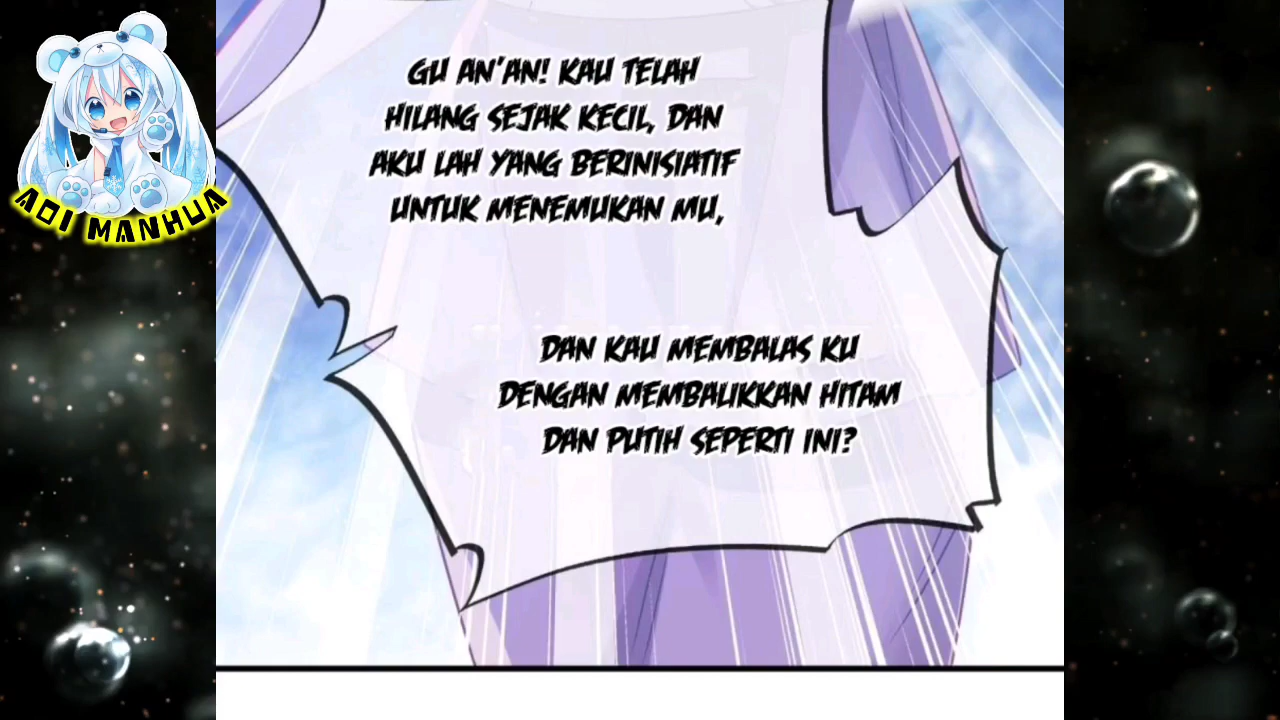 AOI MANHUA
GU AN'AN! KAU TELAH
HILANG SEJAK KECIL, DAN
AKU LAH YANG BERINISIATIF
UNTUK MENEMUKAN MU,
DAN KAU MEMBALAS KU
DENGAN MEMBALIKKAN HITAM
DAN PUTIH SEPERTI INI?